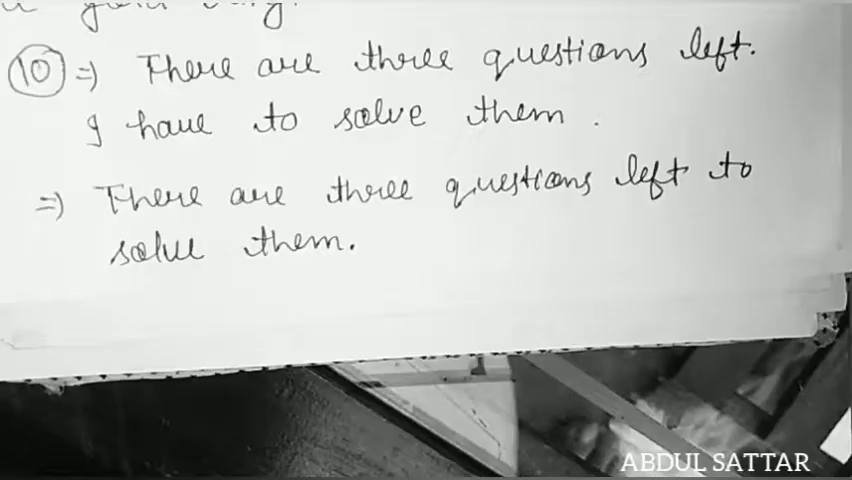 10 => There are three questions left.
I have to solve them.
=> There are three questions left to
solve them.
ABDUL SATTAR